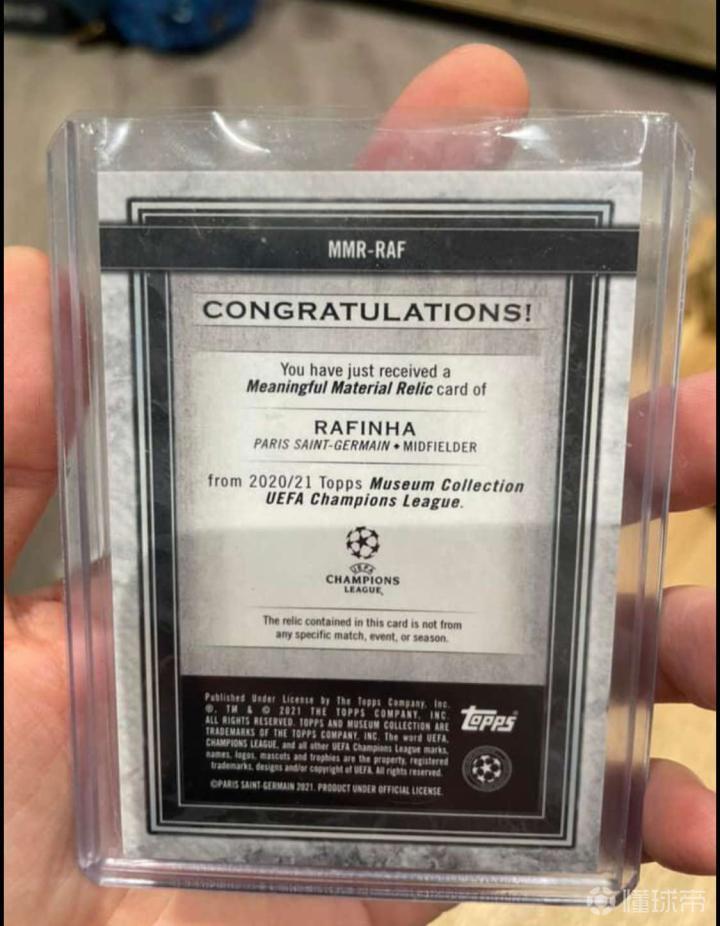 MMR-RAF
CONGRATULATIONS!
You have just received a
Meaningful Material Relic card of
RAFINHA
PARIS SAINT-GERMAIN ◆ MIDFIELDER
from 2020/21 Topps Museum Collection
UEFA Champions League.
UEFA
CHAMPIONS
LEAGUE
The relic contained in this card is not from
any specific match, event, or season.
Published Under License by The Topps Company, Inc.
®, TM & © 2021 THE TOPPS COMPANY, INC.
ALL RIGHTS RESERVED. TOPPS AND MUSEUM COLLECTION ARE
TRADEMARKS OF THE TOPPS COMPANY, INC. The word UEFA,
CHAMPIONS LEAGUE, and all other UEFA Champions League marks,
names, logos, mascots and trophies are the property, registered
trademarks, designs and/or copyright of UEFA. All rights reserved.
©PARIS SAINT-GERMAIN 2021. PRODUCT UNDER OFFICIAL LICENSE.
Topps
懂球帝